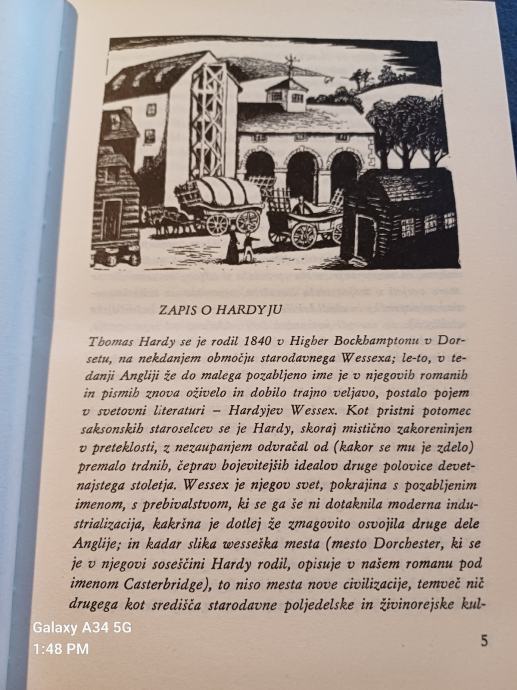 ZAPIS O HARDYJU
Thomas Hardy se je rodil 1840 v Higher Bockhamptonu v Dor-
setu, na nekdanjem območju starodavnega Wessexa; le-to, v te-
danji Angliji že do malega pozabljeno ime je v njegovih romanih
in pismih znova oživelo in dobilo trajno veljavo, postalo pojem
v svetovni literaturi – Hardyjev Wessex. Kot pristni potomec
saksonskih staroselcev se je Hardy, skoraj mistično zakoreninjen
v preteklosti, z nezaupanjem odvračal od (kakor se mu je zdelo)
premalo trdnih, čeprav bojevitejših idealov druge polovice devet-
najstega stoletja. Wessex je njegov svet, pokrajina s pozabljenim
imenom, s prebivalstvom, ki se ga še ni dotaknila moderna indu-
strializacija, kakršna je dotlej že zmagovito osvojila druge dele
Anglije; in kadar slika wesseška mesta (mesto Dorchester, ki se
je v njegovi soseščini Hardy rodil, opisuje v našem romanu pod
imenom Casterbridge), to niso mesta nove civilizacije, temveč nič
drugega kot središča starodavne poljedelske in živinorejske kul-
5
Galaxy A34 5G
1:48 PM